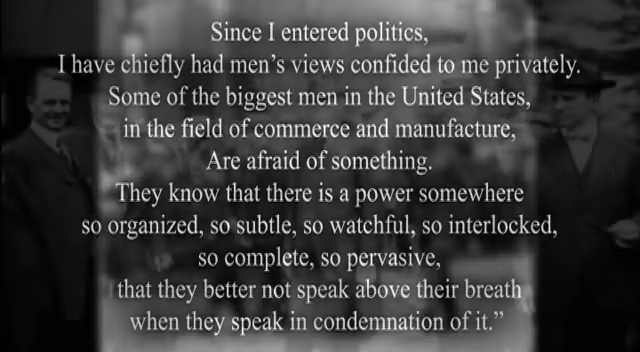 Since I entered politics,
I have chiefly had men's views confided to me privately.
Some of the biggest men in the United States,
in the field of commerce and manufacture,
Are afraid of something.
They know that there is a power somewhere
so organized, so subtle, so watchful, so interlocked,
so complete, so pervasive,
that they better not speak above their breath
when they speak in condemnation of it.”